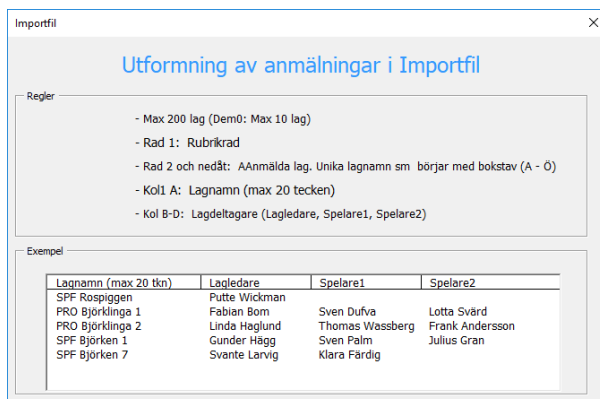 Importfil
Utformning av anmälningar i Importfil
Regler
- Max 200 lag (Dem0: Max 10 lag)
- Rad 1: Rubrikrad
- Rad 2 och nedåt: AAnmälda lag. Unika lagnamn sm börjar med bokstav (A - Ö)
- Kol1 A: Lagnamn (max 20 tecken)
- Kol B-D: Lagdeltagare (Lagledare, Spelare1, Spelare2)
Exempel
Lagnamn (max 20 tkn) Lagledare Spelare1 Spelare2
SPF Rospiggen Putte Wickman
PRO Björklinga 1 Fabian Bom Sven Dufva Lotta Svärd
PRO Björklinga 2 Linda Haglund Thomas Wassberg Frank Andersson
SPF Björken 1 Gunder Hägg Sven Palm Julius Gran
SPF Björken 7 Svante Larvig Klara Färdig